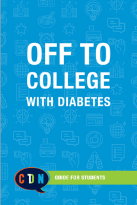 OFF TO
COLLEGE
WITH DIABETES
CDN
GUIDE FOR STUDENTS